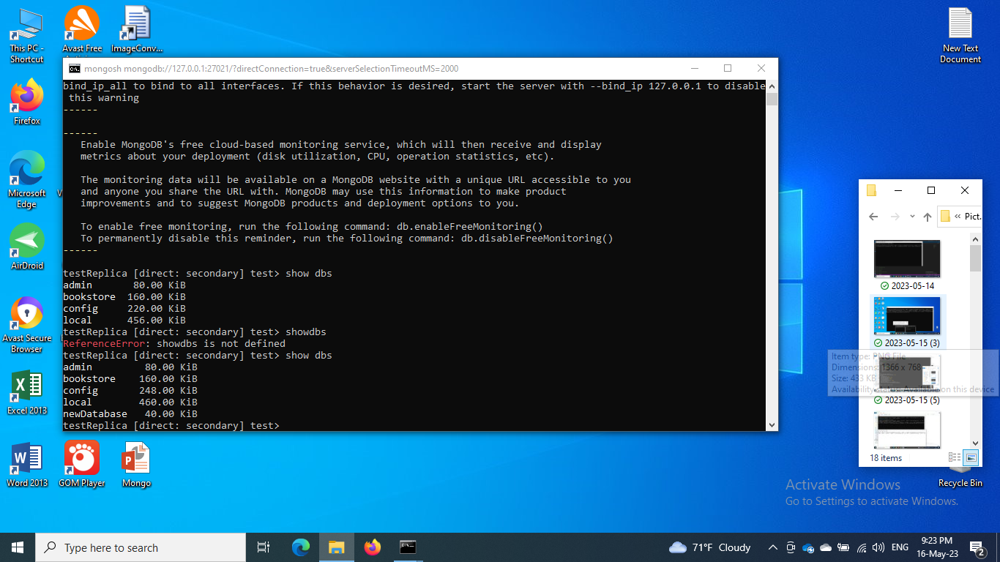 This PC -
Shortcut
Avast Free
ImageConv...
New Text
Document
Firefox
Microsoft
Edge
AirDroid
Avast Secure
Browser
Excel 2013
Word 2013
GOM Player
Mongo
mongosh mongodb://127.0.0.1:27021/?directConnection=true&serverSelectionTimeoutMS=2000
bind_ip_all to bind to all interfaces. If this behavior is desired, start the server with --bind_ip 127.0.0.1 to disable
this warning
------
------
Enable MongoDB's free cloud-based monitoring service, which will then receive and display
metrics about your deployment (disk utilization, CPU, operation statistics, etc).
The monitoring data will be available on a MongoDB website with a unique URL accessible to you
and anyone you share the URL with. MongoDB may use this information to make product
improvements and to suggest MongoDB products and deployment options to you.
To enable free monitoring, run the following command: db.enableFreeMonitoring()
To permanently disable this reminder, run the following command: db.disableFreeMonitoring()
------
testReplica [direct: secondary] test> show dbs
admin 80.00 KiB
bookstore 160.00 KiB
config 220.00 KiB
local 456.00 KiB
testReplica [direct: secondary] test> showdbs
ReferenceError: showdbs is not defined
testReplica [direct: secondary] test> show dbs
admin 80.00 KiB
bookstore 160.00 KiB
config 248.00 KiB
local 460.00 KiB
newDatabase 40.00 KiB
testReplica [direct: secondary] test>
« Pict.
2023-05-14
2023-05-15 (3)
Item type: PNG File
Dimensions: 1366 x 768
Size: 433 KB
Availability status: Available on this device
2023-05-15 (5)
18 items
Recycle Bin
Activate Windows
Go to Settings to activate Windows.
Type here to search
71°F Cloudy
ENG
9:23 PM
16-May-23
2